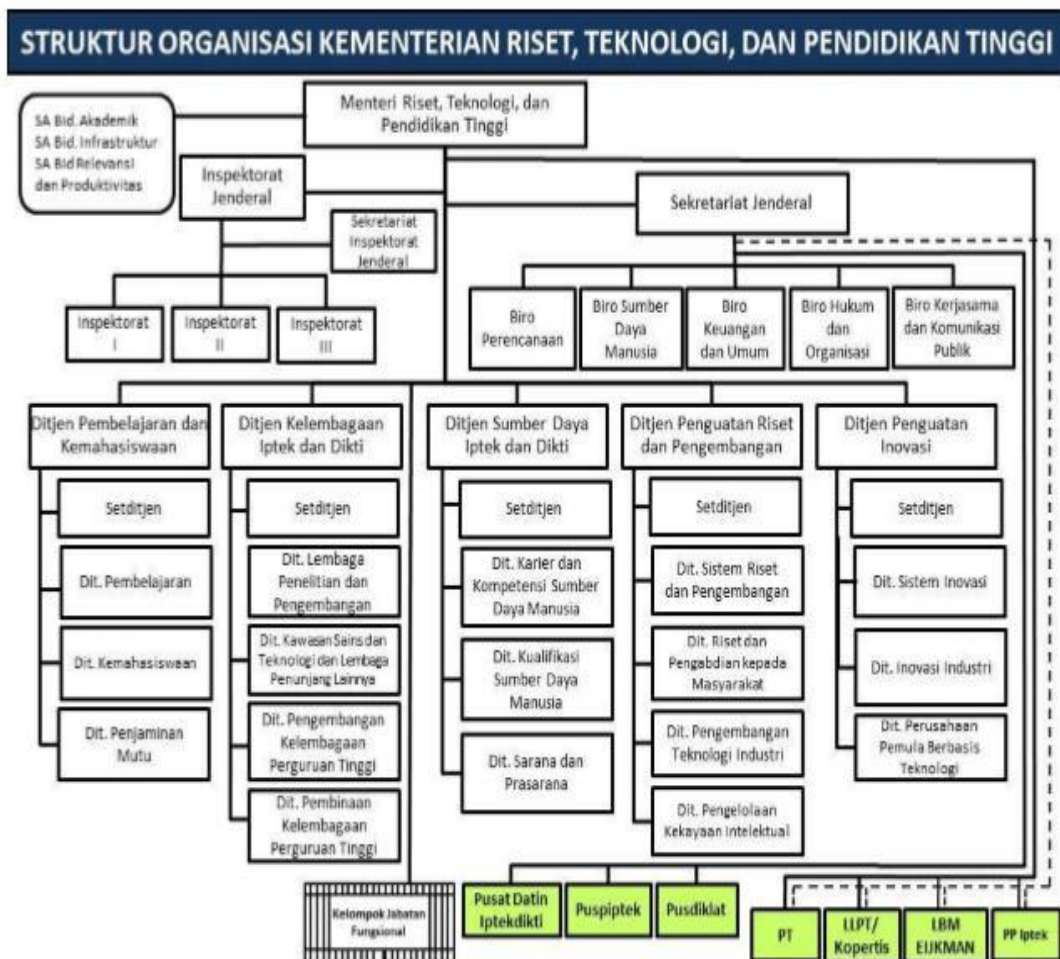 STRUKTUR ORGANISASI KEMENTERIAN RISET, TEKNOLOGI, DAN PENDIDIKAN TINGGI
Menteri Riset, Teknologi, dan
Pendidikan Tinggi
SA Bid. Akademik
SA Bid. Infrastruktur
SA Bid Relevansi
dan Produktivitas
Inspektorat
Jenderal
Sekretariat Jenderal
Sekretariat
Inspektorat
Jenderal
Inspektorat
I
Inspektorat
II
Inspektorat
III
Biro
Perencanaan
Biro Sumber
Daya
Manusia
Biro
Keuangan
dan Umum
Biro Hukum
dan
Organisasi
Biro Kerjasama
dan Komunikasi
Publik
Ditjen Pembelajaran dan
Kemahasiswaan
Setditjen
Dit. Pembelajaran
Dit. Kemahasiswaan
Dit. Penjaminan
Mutu
Ditjen Kelembagaan
Iptek dan Dikti
Setditjen
Dit. Lembaga
Penelitian dan
Pengembangan
Dit. Kawasan Sains dan
Teknologi dan Lembaga
Penunjang Lainnya
Dit. Pengembangan
Kelembagaan
Perguruan Tinggi
Dit. Pembinaan
Kelembagaan
Perguruan Tinggi
Ditjen Sumber Daya
Iptek dan Dikti
Setditjen
Dit. Karier dan
Kompetensi Sumber
Daya Manusia
Dit. Kualifikasi
Sumber Daya
Manusia
Dit. Sarana dan
Prasarana
Ditjen Penguatan Riset
dan Pengembangan
Setditjen
Dit. Sistem Riset
dan Pengembangan
Dit. Riset dan
Pengabdian kepada
Masyarakat
Dit. Pengembangan
Teknologi Industri
Dit. Pengelolaan
Kekayaan Intelektual
Ditjen Penguatan
Inovasi
Setditjen
Dit. Sistem Inovasi
Dit. Inovasi Industri
Dit. Perusahaan
Pemula Berbasis
Teknologi
Kelompok Jabatan
Fungsional
Pusat Datin
Iptekdikti
Puspiptek
Pusdiklat
PT
LLPT/
Kopertis
LBM
EIJKMAN
PP Iptek